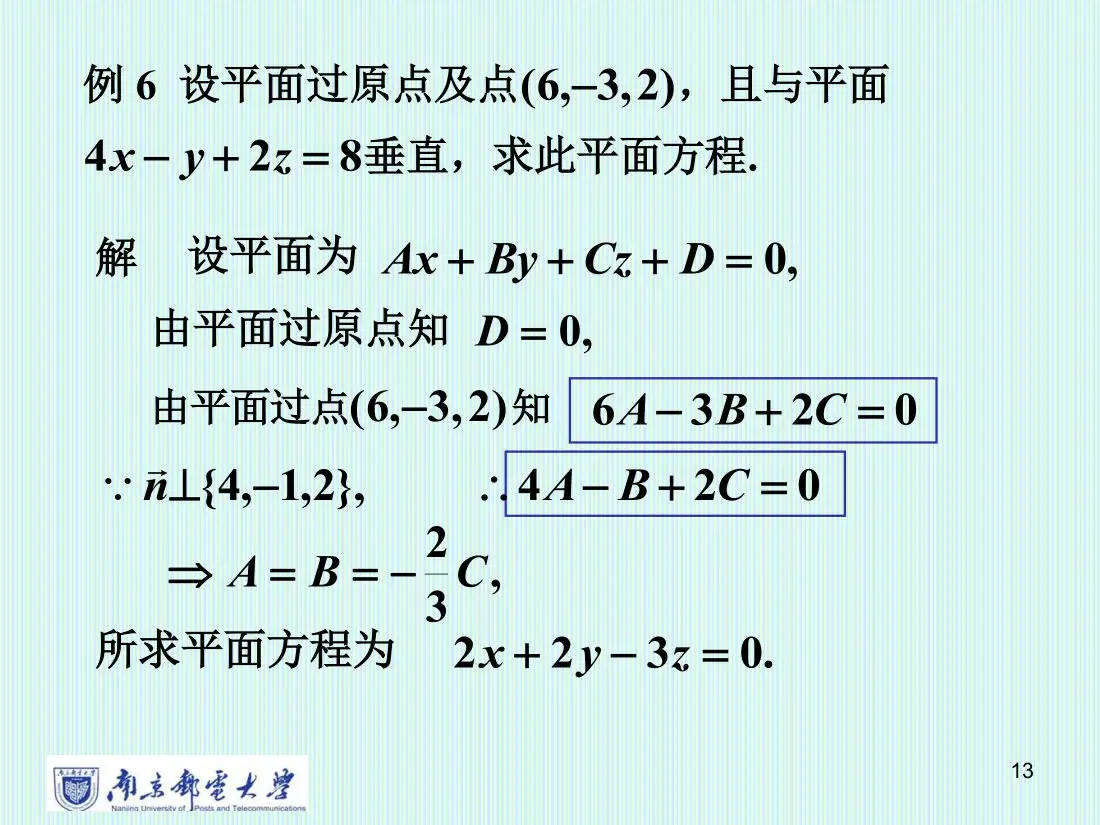 例 6 设平面过原点及点(6,−3,2)，且与平面
4x − y + 2z = 8垂直，求此平面方程.
解 设平面为 Ax + By + Cz + D = 0,
由平面过原点知 D = 0,
由平面过点(6,−3,2)知 6A − 3B + 2C = 0
∵ n⃗⊥{4,−1,2}, ∴ 4A − B + 2C = 0
⇒ A = B = −2/3 C,
所求平面方程为 2x + 2y − 3z = 0.
南京郵電大學
Nanjing University of Posts and Telecommunications
13